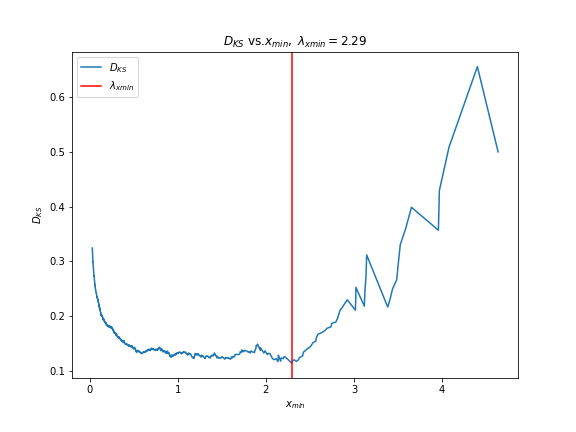 D_KS vs.x_min, λ_xmin = 2.29
D_KS
λ_xmin
0.6
0.5
0.4
0.3
0.2
0.1
D_KS
0 1 2 3 4
x_min